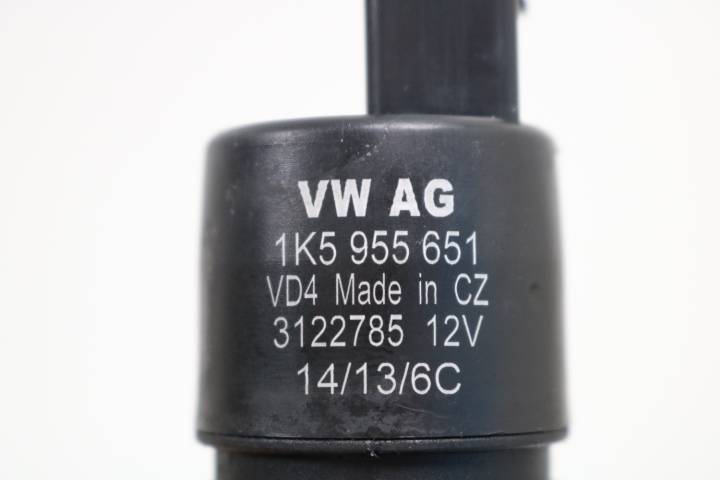 VW AG
1K5 955 651
VD4 Made in CZ
3122785 12V
14/13/6C